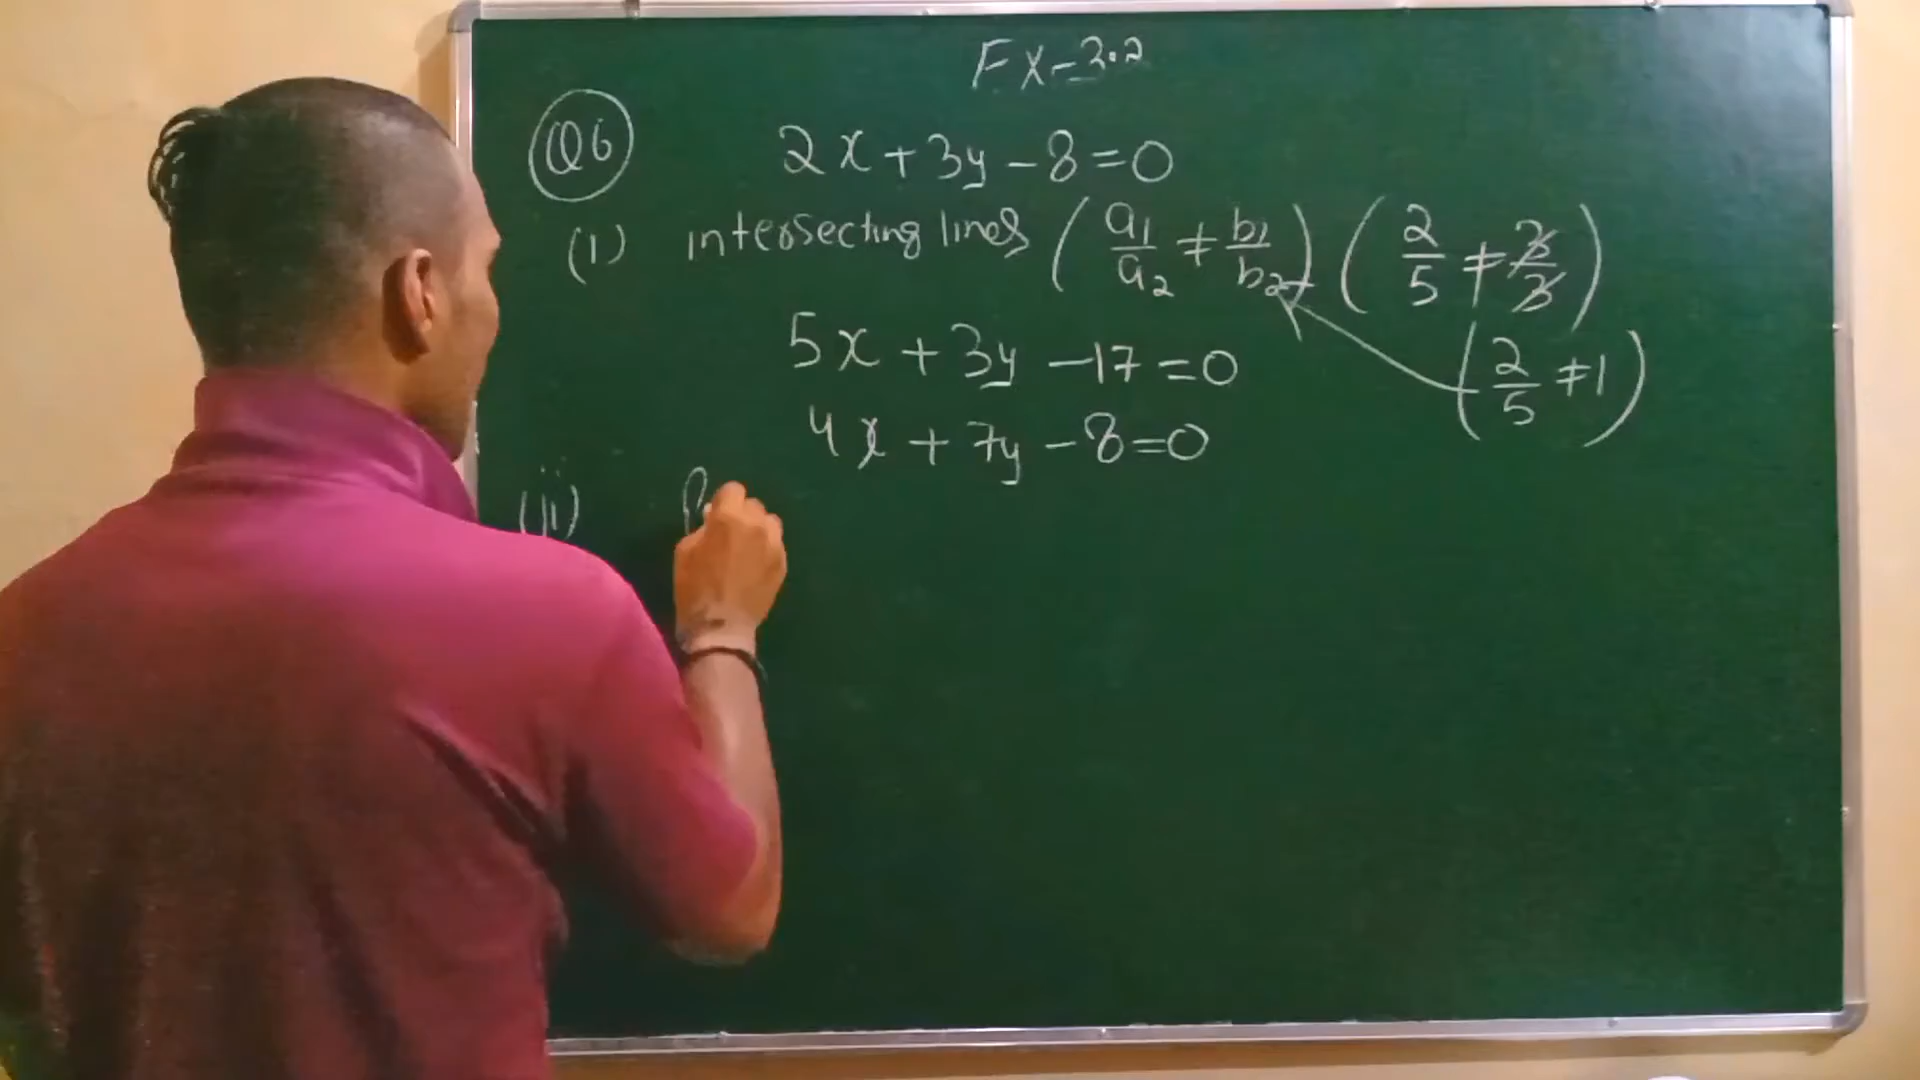 EX-3.2
Q6 2x+3y-8=0
(1) intersecting lines (a₁/a₂ ≠ b₁/b₂) (2/5 ≠ 3/3)
5x+3y-17=0
(2/5 ≠ 1)
4x+7y-8=0
(ii)